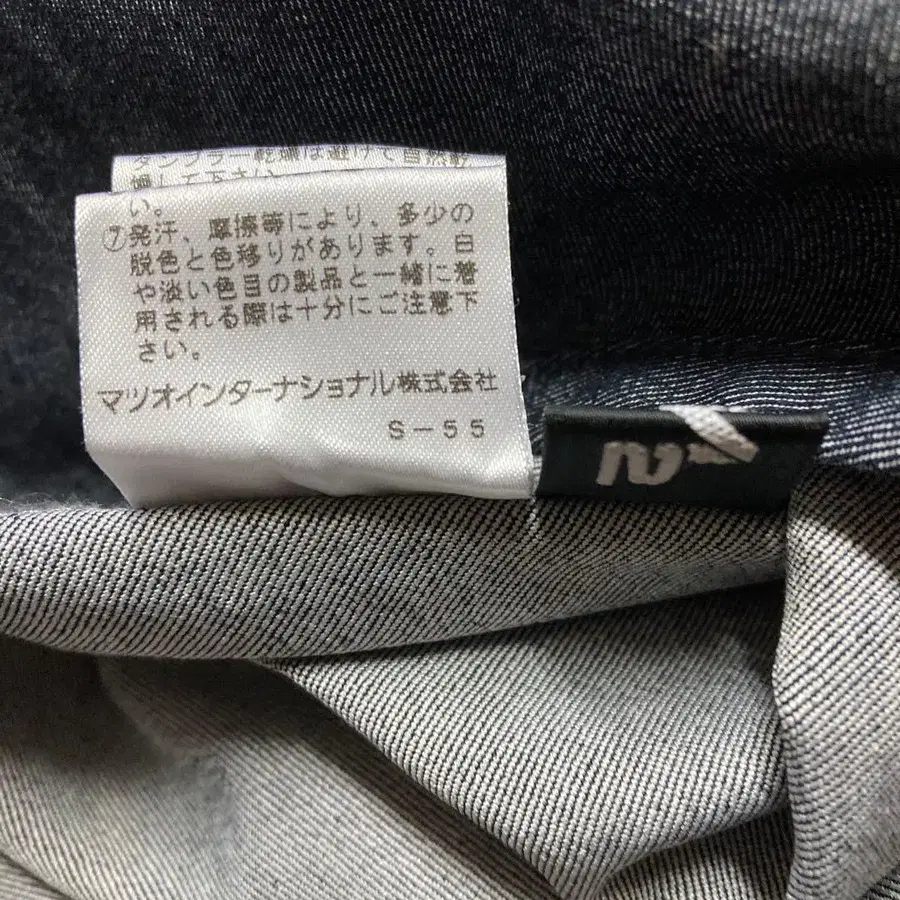 タンブラー乾燥は避けて自然乾
燥して下さい。
い。
⑦発汗、摩擦等により、多少の
脱色と色移りがあります。白
や淡い色目の製品と一緒に着
用される際は十分にご注意下
さい。
マツオインターナショナル株式会社
S-55
2